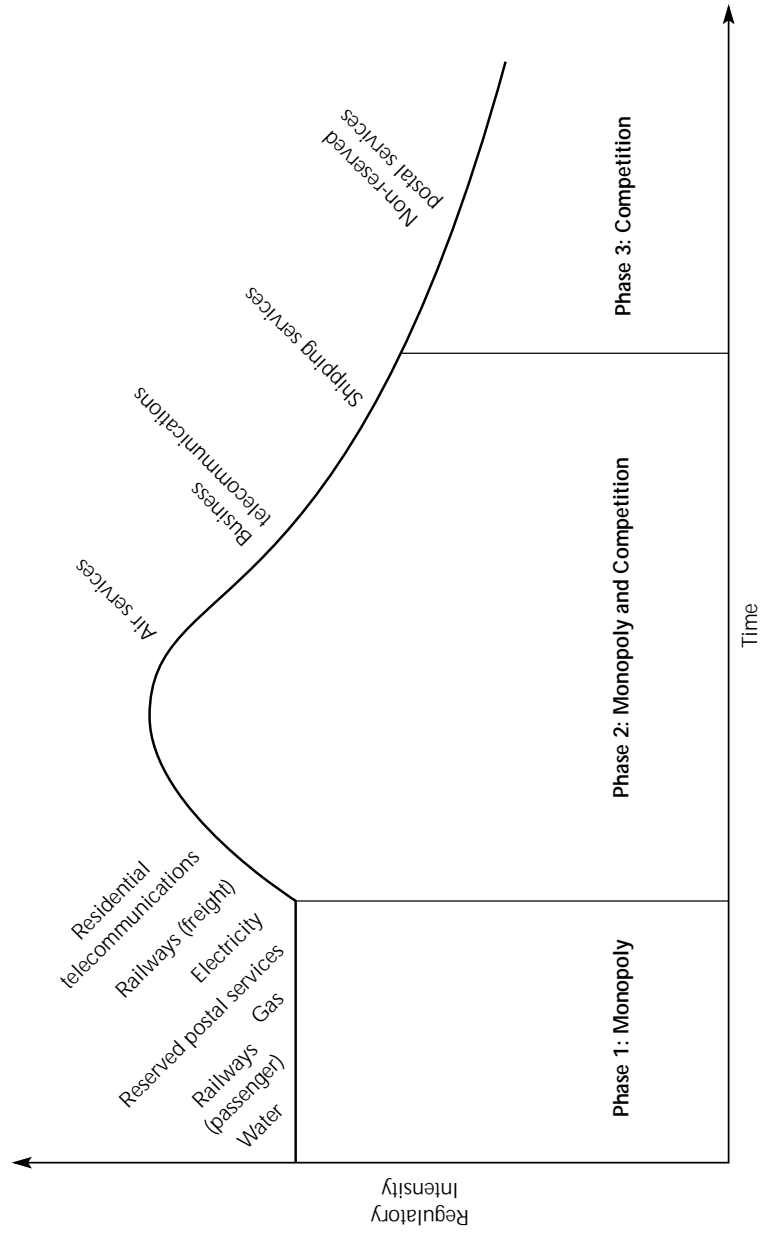 Regulatory
Intensity
Water
Railways
(passenger)
Gas
Reserved postal services
Electricity
Railways (freight)
Residential
telecommunications
Air services
Business
telecommunications
Shipping services
Non-reserved
postal services
Phase 1: Monopoly
Phase 2: Monopoly and Competition
Phase 3: Competition
Time